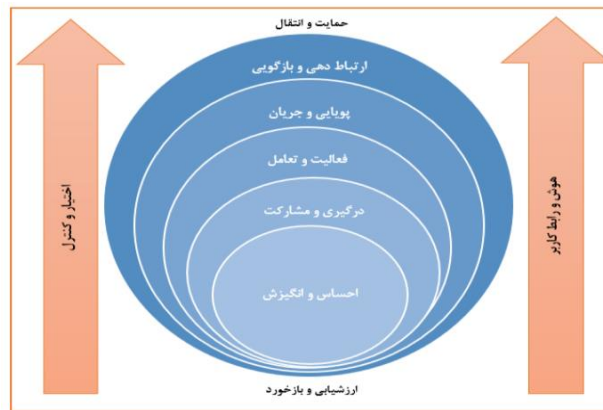 حمایت و انتقال
ارتباط دهی و بازگویی
پویایی و جریان
فعالیت و تعامل
درگیری و مشارکت
احساس و انگیزش
ارزشیابی و بازخورد
هوش و رابط کاربر
اختیار و کنترل